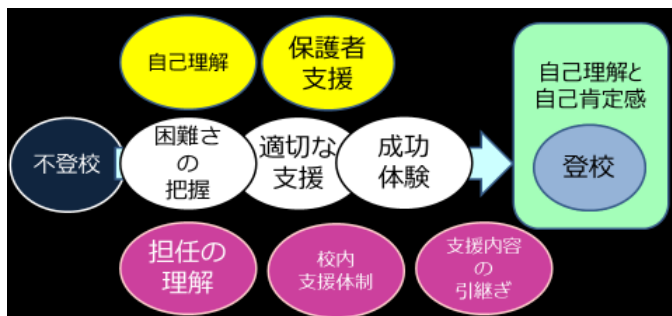 自己理解
保護者
支援
自己理解と
自己肯定感
不登校
困難さ
の
把握
適切な
支援
成功
体験
登校
担任の
理解
校内
支援体制
支援内容
の
引継ぎ